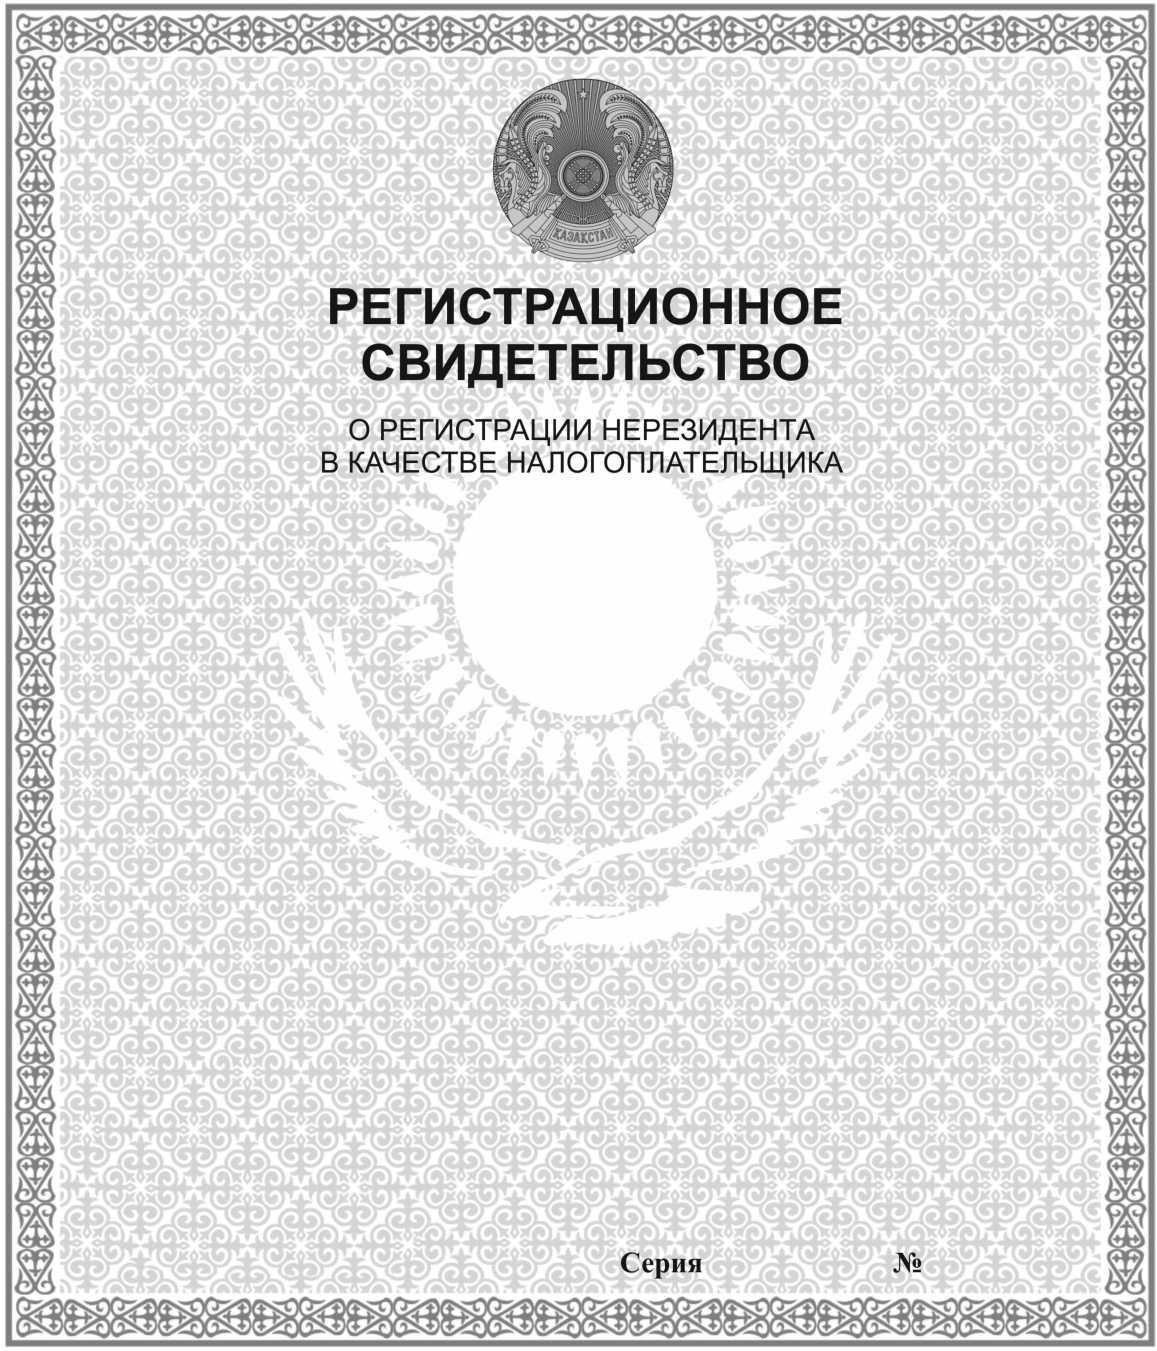 ҚАЗАҚСТАН
РЕГИСТРАЦИОННОЕ
СВИДЕТЕЛЬСТВО
О РЕГИСТРАЦИИ НЕРЕЗИДЕНТА
В КАЧЕСТВЕ НАЛОГОПЛАТЕЛЬЩИКА
Серия №